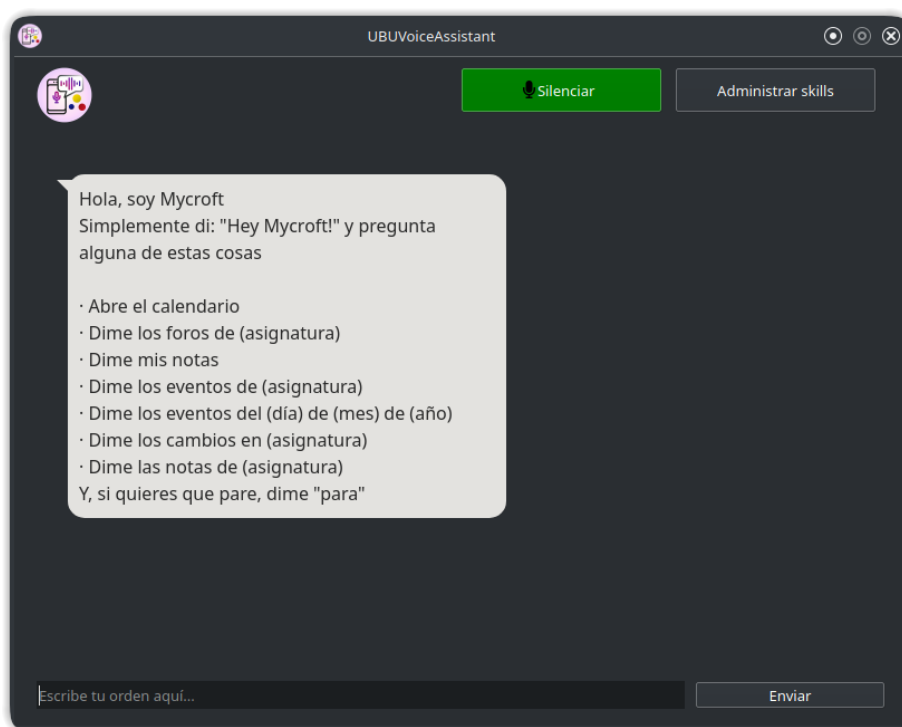 UBUVoiceAssistant
Silenciar
Administrar skills
Hola, soy Mycroft
Simplemente di: "Hey Mycroft!" y pregunta
alguna de estas cosas
· Abre el calendario
· Dime los foros de (asignatura)
· Dime mis notas
· Dime los eventos de (asignatura)
· Dime los eventos del (día) de (mes) de (año)
· Dime los cambios en (asignatura)
· Dime las notas de (asignatura)
Y, si quieres que pare, dime "para"
Escribe tu orden aquí...
Enviar